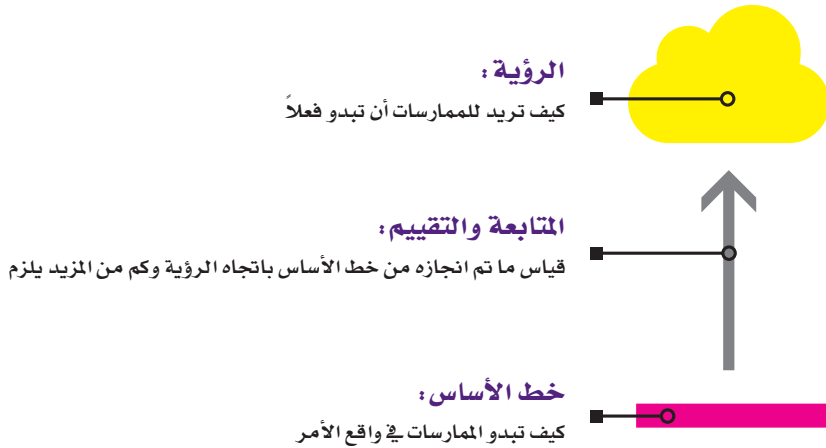 الرؤية:
كيف تريد للممارسات أن تبدو فعلاً
المتابعة والتقييم:
قياس ما تم انجازه من خط الأساس باتجاه الرؤية وكم من المزيد يلزم
خط الأساس:
كيف تبدو الممارسات في واقع الأمر